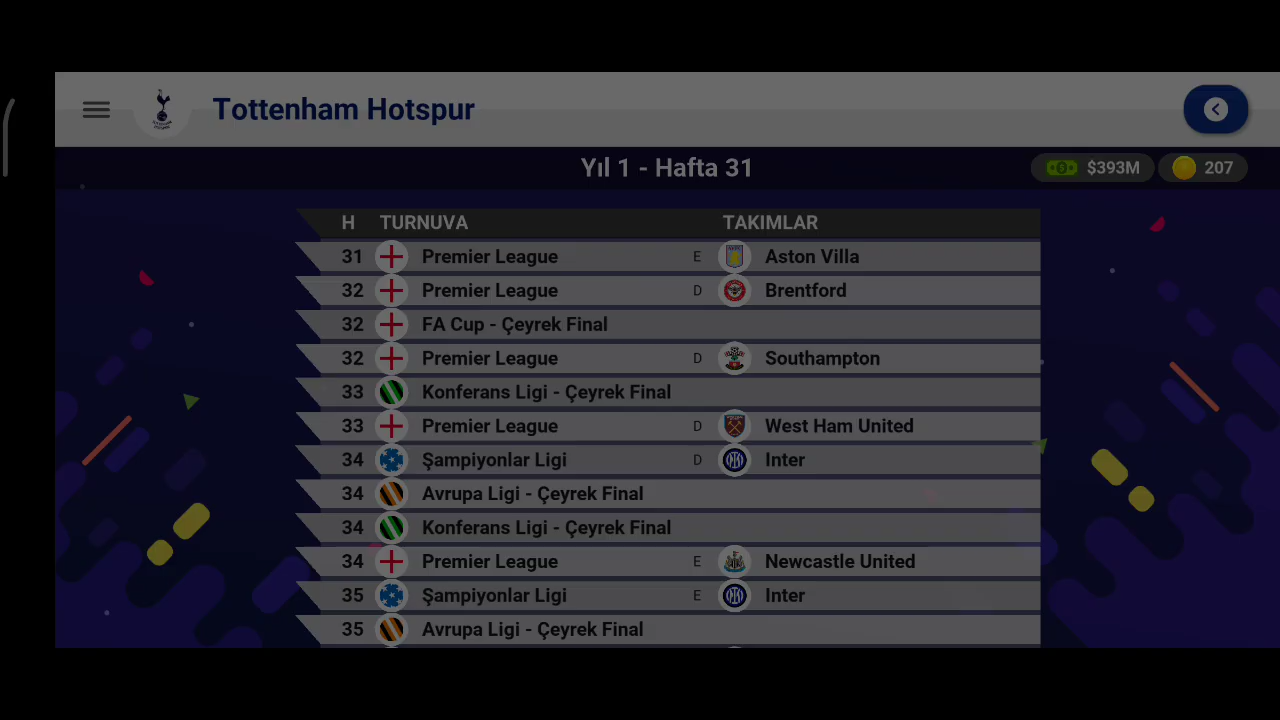 Tottenham Hotspur
Yıl 1 - Hafta 31
$393M
207
H TURNUVA TAKIMLAR
31 Premier League E Aston Villa
32 Premier League D Brentford
32 FA Cup - Çeyrek Final
32 Premier League D Southampton
33 Konferans Ligi - Çeyrek Final
33 Premier League D West Ham United
34 Şampiyonlar Ligi D Inter
34 Avrupa Ligi - Çeyrek Final
34 Konferans Ligi - Çeyrek Final
34 Premier League E Newcastle United
35 Şampiyonlar Ligi E Inter
35 Avrupa Ligi - Çeyrek Final